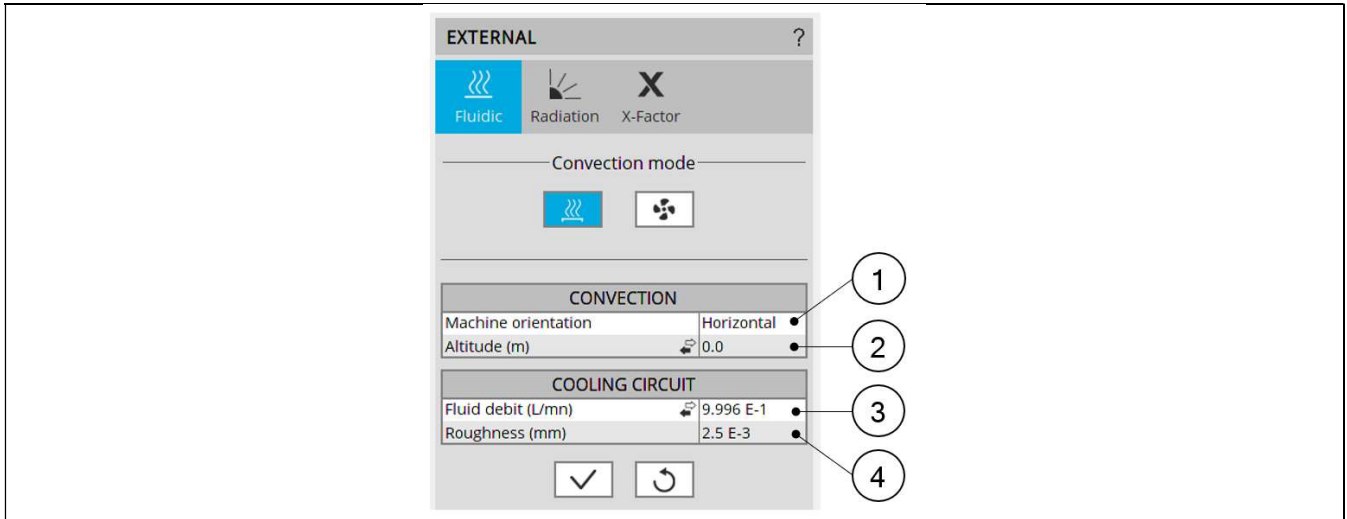 EXTERNAL ?
Fluidic Radiation X-Factor
Convection mode
CONVECTION
Machine orientation Horizontal
Altitude (m) 0.0
COOLING CIRCUIT
Fluid debit (L/mn) 9.996 E-1
Roughness (mm) 2.5 E-3
1
2
3
4